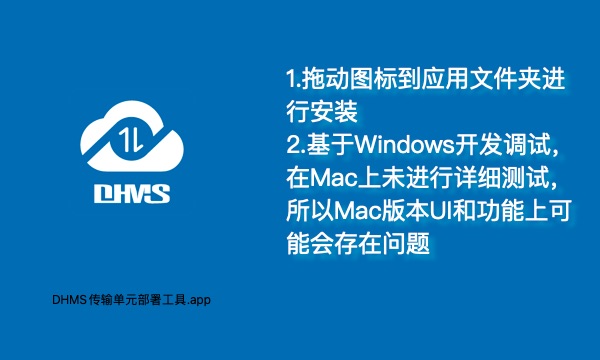 1.拖动图标到应用文件夹进
行安装
2.基于Windows开发调试，
在Mac上未进行详细测试，
所以Mac版本UI和功能上可
能会存在问题
DHMS
DHMS传输单元部署工具.app